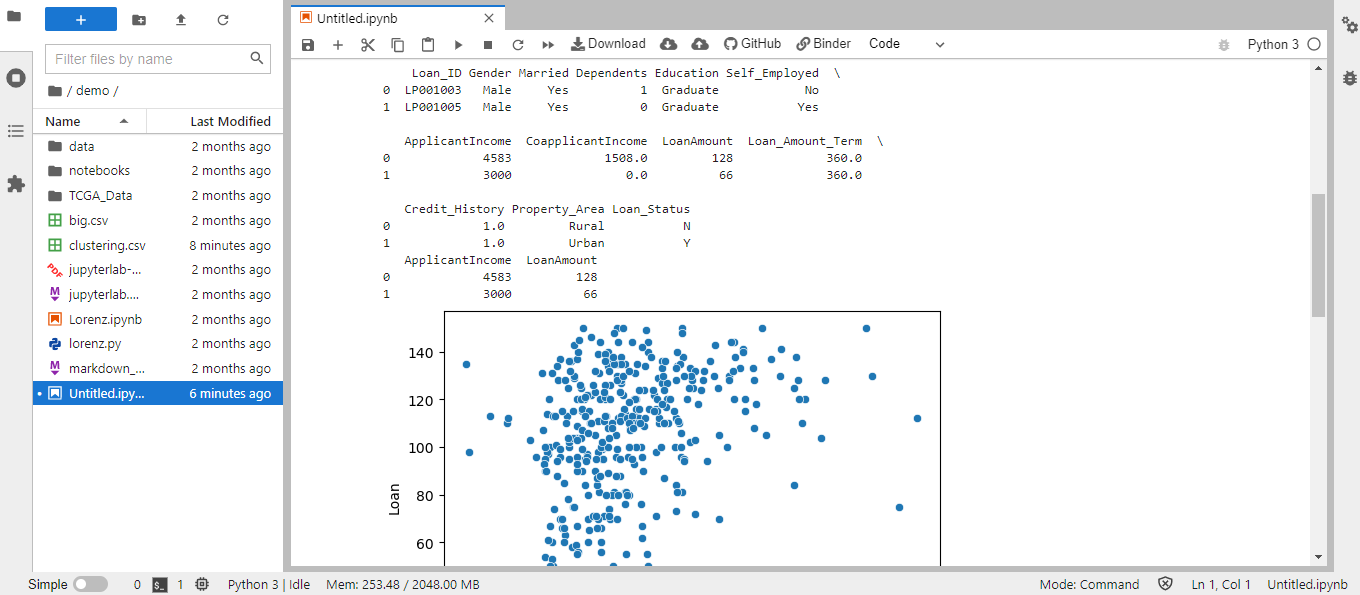 Untitled.ipynb
Filter files by name
Download GitHub Binder Code Python 3
/ demo /
Name Last Modified
data 2 months ago
notebooks 2 months ago
TCGA_Data 2 months ago
big.csv 2 months ago
clustering.csv 8 minutes ago
jupyterlab-... 2 months ago
jupyterlab.... 2 months ago
Lorenz.ipynb 2 months ago
lorenz.py 2 months ago
markdown_... 2 months ago
Untitled.ipy... 6 minutes ago
Loan_ID Gender Married Dependents Education Self_Employed \
0 LP001003 Male Yes 1 Graduate No
1 LP001005 Male Yes 0 Graduate Yes
ApplicantIncome CoapplicantIncome LoanAmount Loan_Amount_Term \
0 4583 1508.0 128 360.0
1 3000 0.0 66 360.0
Credit_History Property_Area Loan_Status
0 1.0 Rural N
1 1.0 Urban Y
ApplicantIncome LoanAmount
0 4583 128
1 3000 66
140
120
100
80
60
Loan
Simple 0 $_ 1 Python 3 | Idle Mem: 253.48 / 2048.00 MB Mode: Command Ln 1, Col 1 Untitled.ipynb